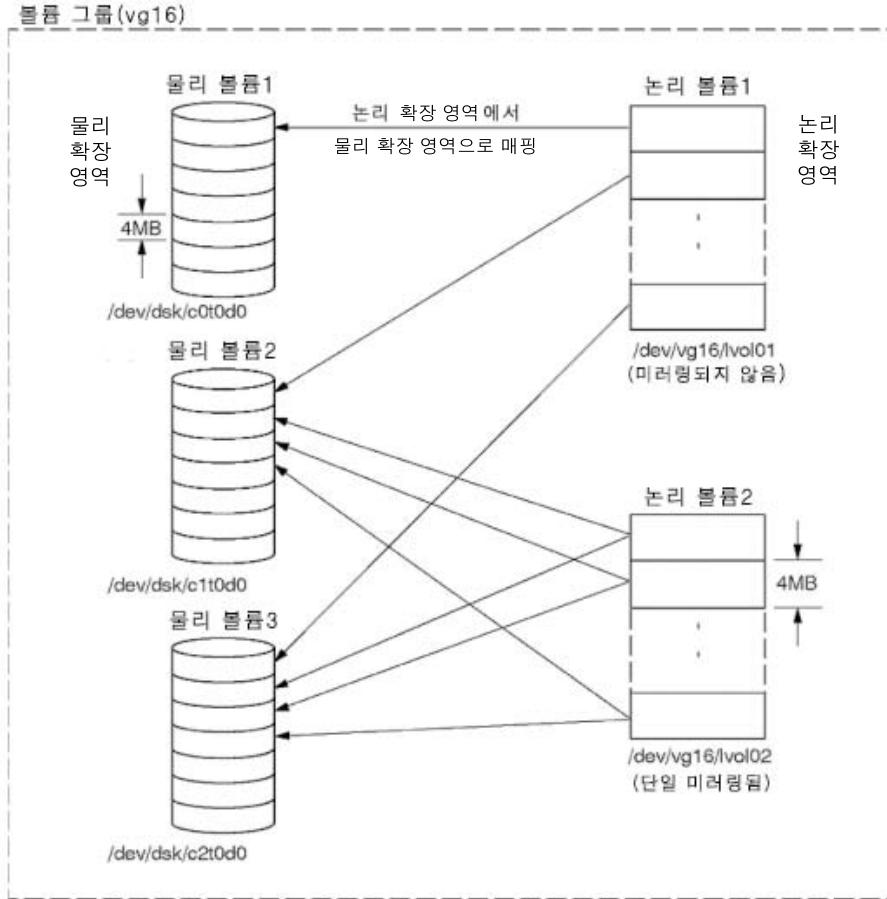 볼륨 그룹(vg16)
물리 볼륨1
논리 볼륨1
물리
확장
영역
논리 확장 영역에서
물리 확장 영역으로 매핑
논리
확장
영역
4MB
/dev/dsk/c0t0d0
물리 볼륨2
/dev/vg16/lvol01
(미러링되지 않음)
논리 볼륨2
/dev/dsk/c1t0d0
4MB
물리 볼륨3
/dev/vg16/lvol02
(단일 미러링됨)
/dev/dsk/c2t0d0